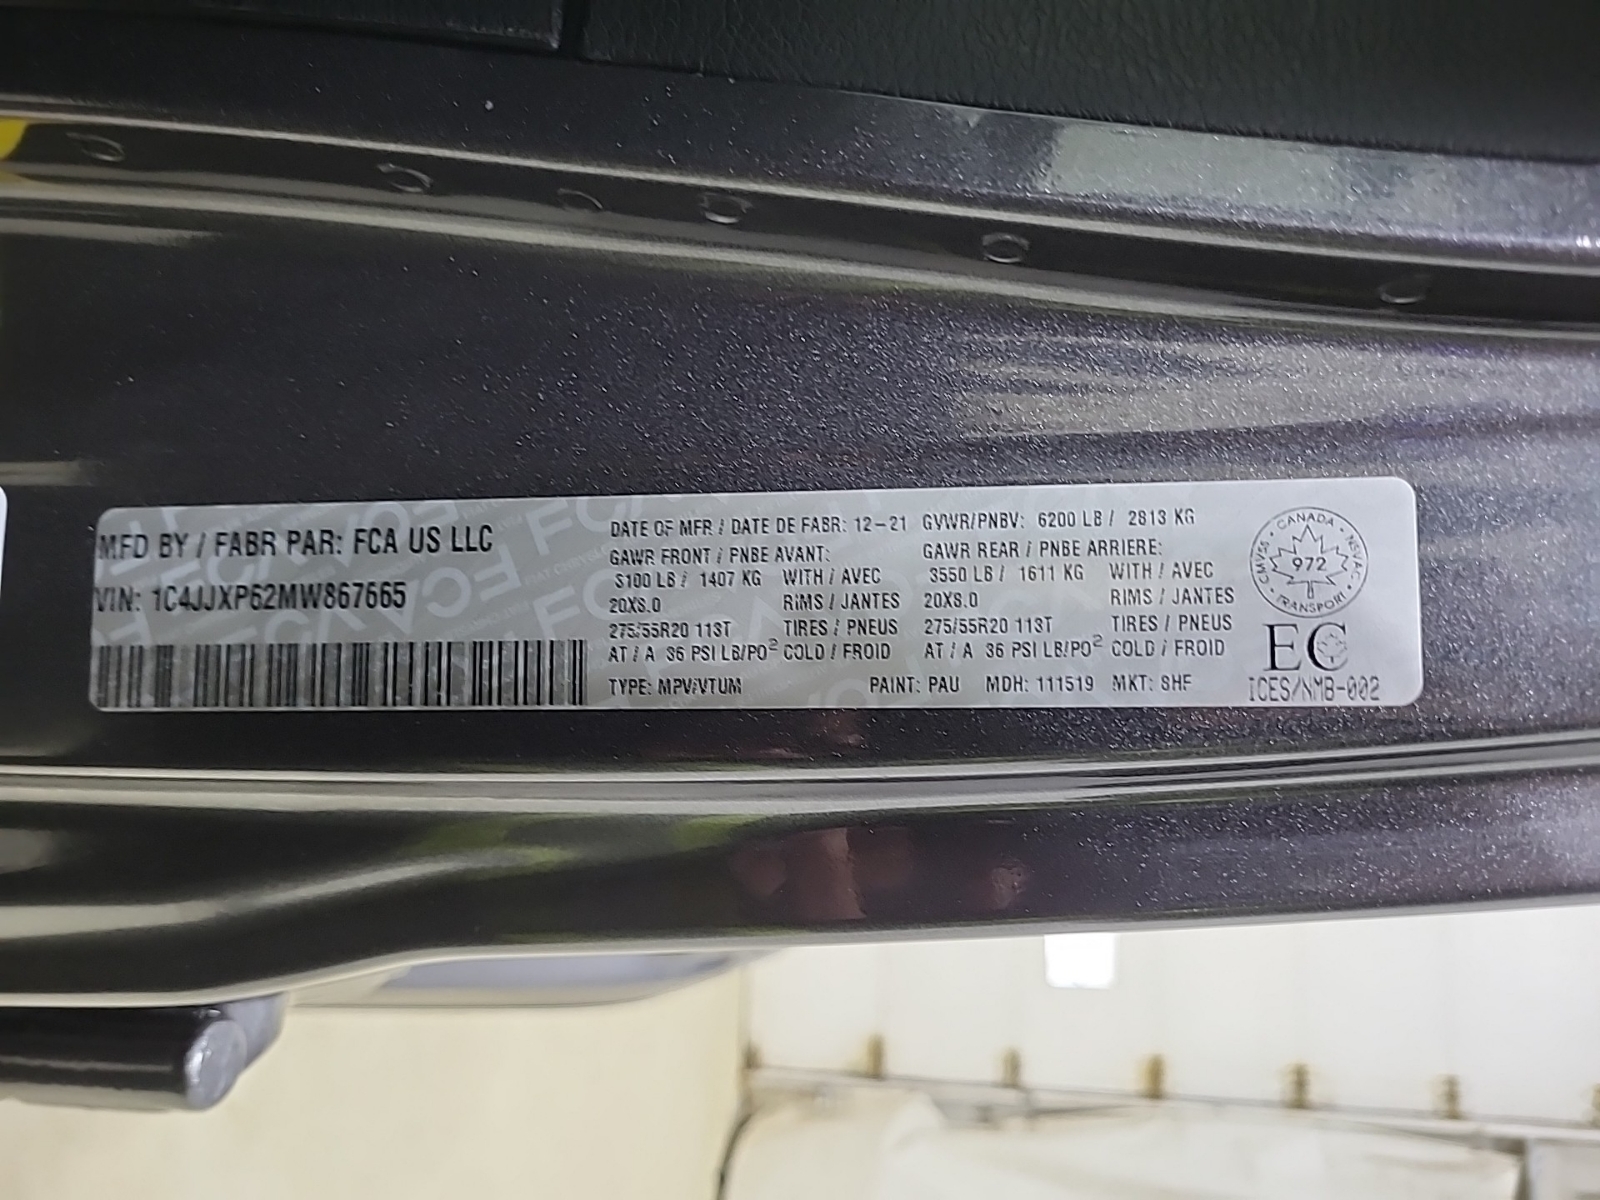 MFD BY / FABR PAR: FCA US LLC
VIN: 1C4JJXP62MW867665
DATE OF MFR / DATE DE FABR: 12-21 GVWR/PNBV: 6200 LB / 2813 KG
GAWR FRONT / PNBE AVANT: GAWR REAR / PNBE ARRIERE:
3100 LB / 1407 KG WITH / AVEC 3550 LB / 1611 KG WITH / AVEC
20X8.0 RIMS / JANTES 20X8.0 RIMS / JANTES
275/55R20 113T TIRES / PNEUS 275/55R20 113T TIRES / PNEUS
AT / A 36 PSI LB/PO² COLD / FROID AT / A 36 PSI LB/PO² COLD / FROID
TYPE: MPV/VTUM PAINT: PAU MDH: 111519 MKT: 8HF
CANADA
CMVSS 972 NSVAC
TRANSPORT
EC
ICES/NMB-002